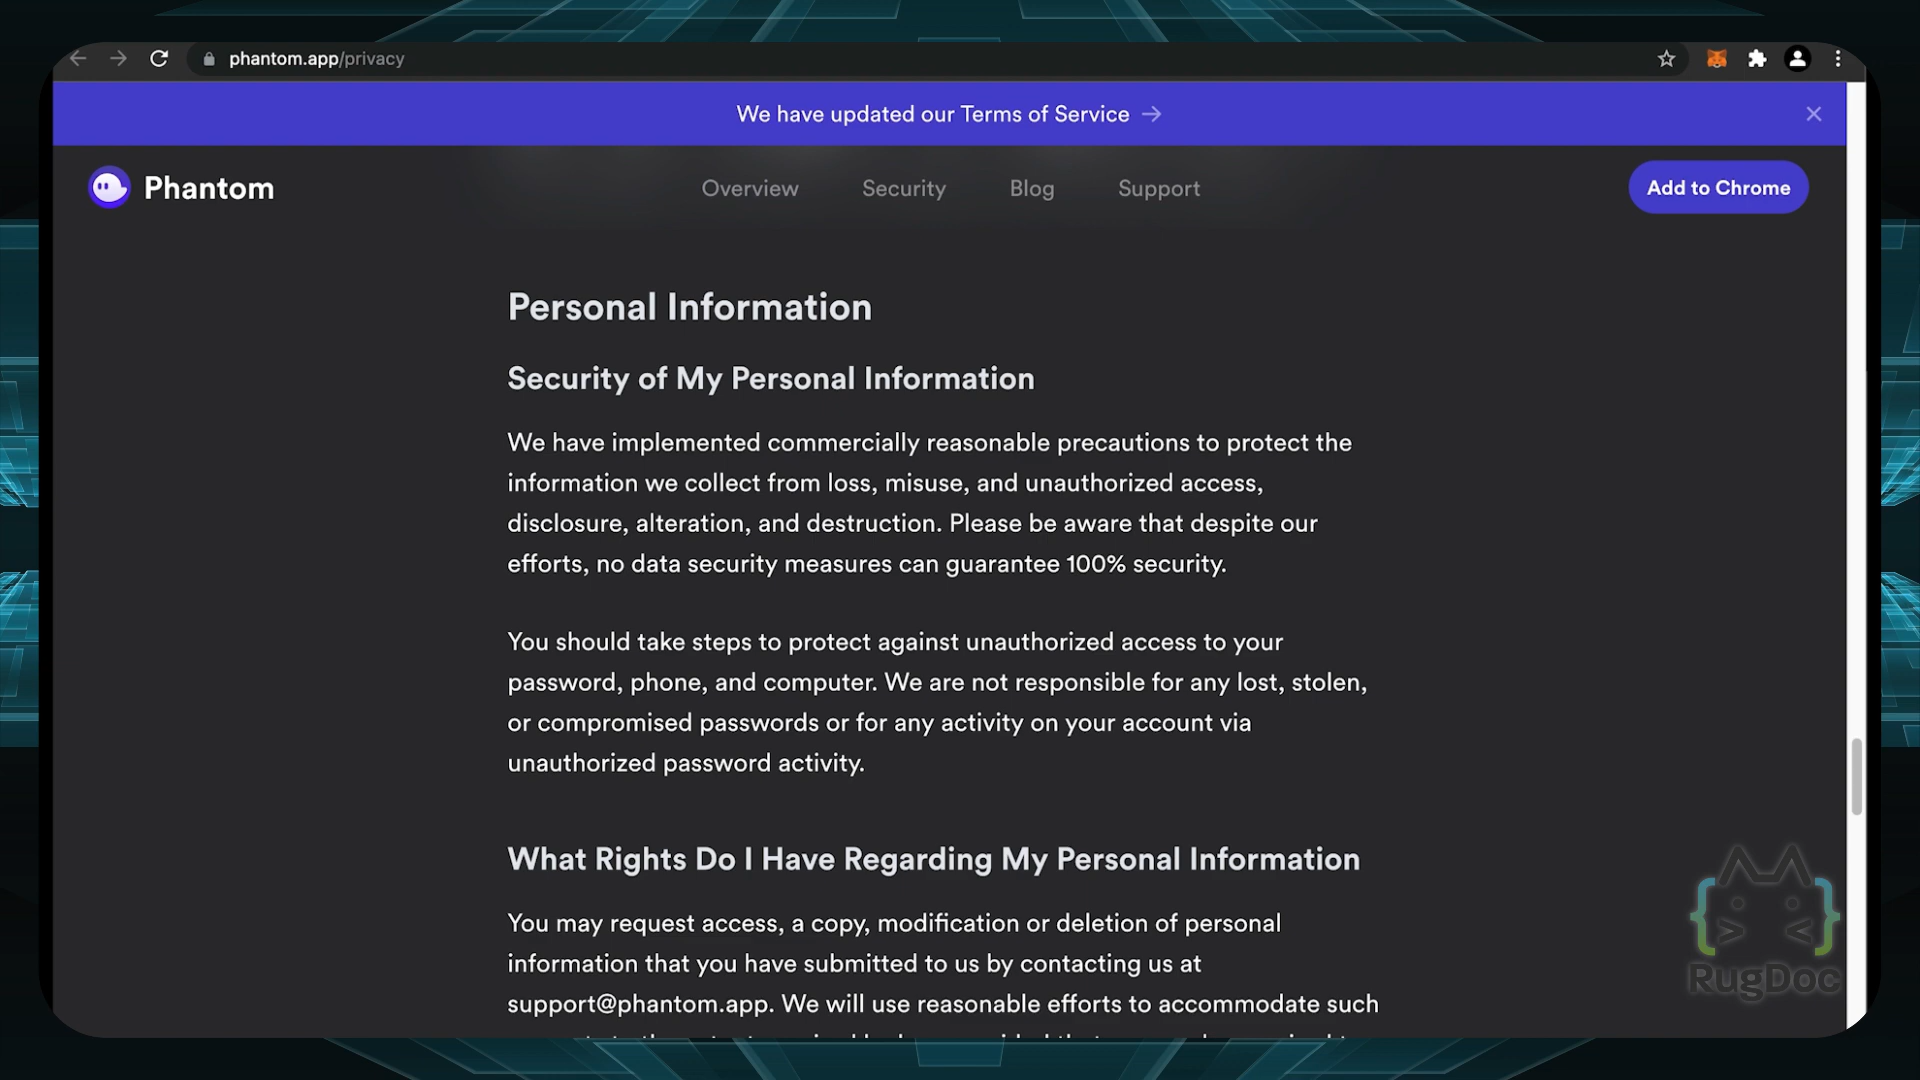 phantom.app/privacy
We have updated our Terms of Service →
Phantom
Overview Security Blog Support
Add to Chrome
Personal Information
Security of My Personal Information
We have implemented commercially reasonable precautions to protect the
information we collect from loss, misuse, and unauthorized access,
disclosure, alteration, and destruction. Please be aware that despite our
efforts, no data security measures can guarantee 100% security.
You should take steps to protect against unauthorized access to your
password, phone, and computer. We are not responsible for any lost, stolen,
or compromised passwords or for any activity on your account via
unauthorized password activity.
What Rights Do I Have Regarding My Personal Information
You may request access, a copy, modification or deletion of personal
information that you have submitted to us by contacting us at
support@phantom.app. We will use reasonable efforts to accommodate such
RugDoc